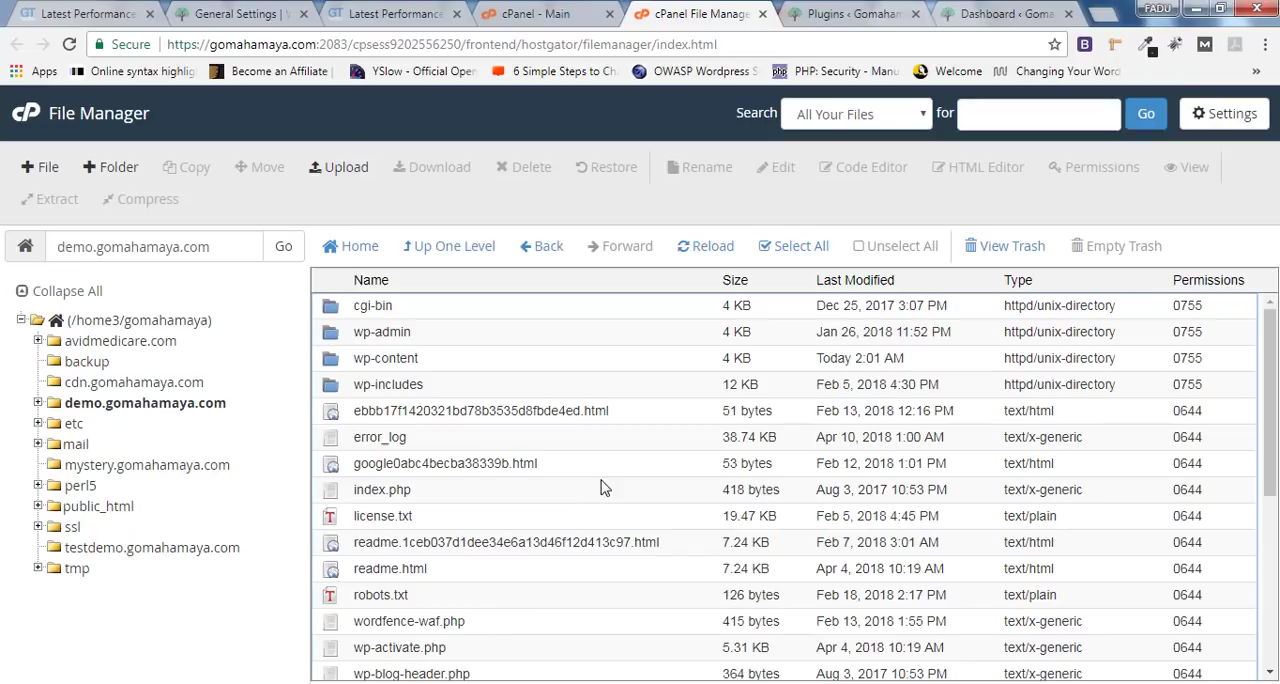 Latest Performance
General Settings | W
Latest Performance
cPanel - Main
cPanel File Manage
Plugins ‹ Gomaham
Dashboard ‹ Goma
FADU
Secure
https://gomahamaya.com:2083/cpsess9202556250/frontend/hostgator/filemanager/index.html
Apps
Online syntax highlig
Become an Affiliate
YSlow - Official Oper
6 Simple Steps to Ch
OWASP Wordpress S
PHP: Security - Manu
Welcome
Changing Your Word
»
cP File Manager
Search
All Your Files
for
Go
Settings
File
Folder
Copy
Move
Upload
Download
Delete
Restore
Rename
Edit
Code Editor
HTML Editor
Permissions
View
Extract
Compress
demo.gomahamaya.com
Go
Home
Up One Level
Back
Forward
Reload
Select All
Unselect All
View Trash
Empty Trash
Collapse All
(/home3/gomahamaya)
avidmedicare.com
backup
cdn.gomahamaya.com
demo.gomahamaya.com
etc
mail
mystery.gomahamaya.com
perl5
public_html
ssl
testdemo.gomahamaya.com
tmp
Name Size Last Modified Type Permissions
cgi-bin 4 KB Dec 25, 2017 3:07 PM httpd/unix-directory 0755
wp-admin 4 KB Jan 26, 2018 11:52 PM httpd/unix-directory 0755
wp-content 4 KB Today 2:01 AM httpd/unix-directory 0755
wp-includes 12 KB Feb 5, 2018 4:30 PM httpd/unix-directory 0755
ebbb17f1420321bd78b3535d8fbde4ed.html 51 bytes Feb 13, 2018 12:16 PM text/html 0644
error_log 38.74 KB Apr 10, 2018 1:00 AM text/x-generic 0644
google0abc4becba38339b.html 53 bytes Feb 12, 2018 1:01 PM text/html 0644
index.php 418 bytes Aug 3, 2017 10:53 PM text/x-generic 0644
license.txt 19.47 KB Feb 5, 2018 4:45 PM text/plain 0644
readme.1ceb037d1dee34e6a13d46f12d413c97.html 7.24 KB Feb 7, 2018 3:01 AM text/html 0644
readme.html 7.24 KB Apr 4, 2018 10:19 AM text/html 0644
robots.txt 126 bytes Feb 18, 2018 2:17 PM text/plain 0644
wordfence-waf.php 415 bytes Feb 13, 2018 1:55 PM text/x-generic 0644
wp-activate.php 5.31 KB Apr 4, 2018 10:19 AM text/x-generic 0644
wp-blog-header.php 364 bytes Aug 3, 2017 10:53 PM text/x-generic 0644